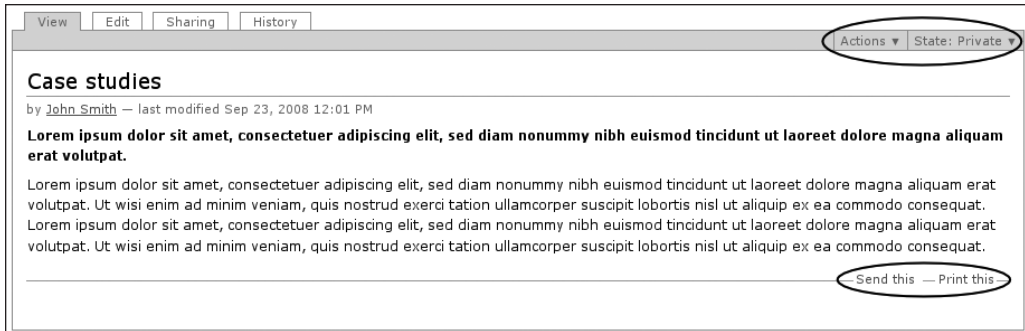 View Edit Sharing History
Actions ▼ State: Private ▼
Case studies
by John Smith — last modified Sep 23, 2008 12:01 PM
Lorem ipsum dolor sit amet, consectetuer adipiscing elit, sed diam nonummy nibh euismod tincidunt ut laoreet dolore magna aliquam
erat volutpat.
Lorem ipsum dolor sit amet, consectetuer adipiscing elit, sed diam nonummy nibh euismod tincidunt ut laoreet dolore magna aliquam erat
volutpat. Ut wisi enim ad minim veniam, quis nostrud exerci tation ullamcorper suscipit lobortis nisl ut aliquip ex ea commodo consequat.
Lorem ipsum dolor sit amet, consectetuer adipiscing elit, sed diam nonummy nibh euismod tincidunt ut laoreet dolore magna aliquam erat
volutpat. Ut wisi enim ad minim veniam, quis nostrud exerci tation ullamcorper suscipit lobortis nisl ut aliquip ex ea commodo consequat.
Send this — Print this —